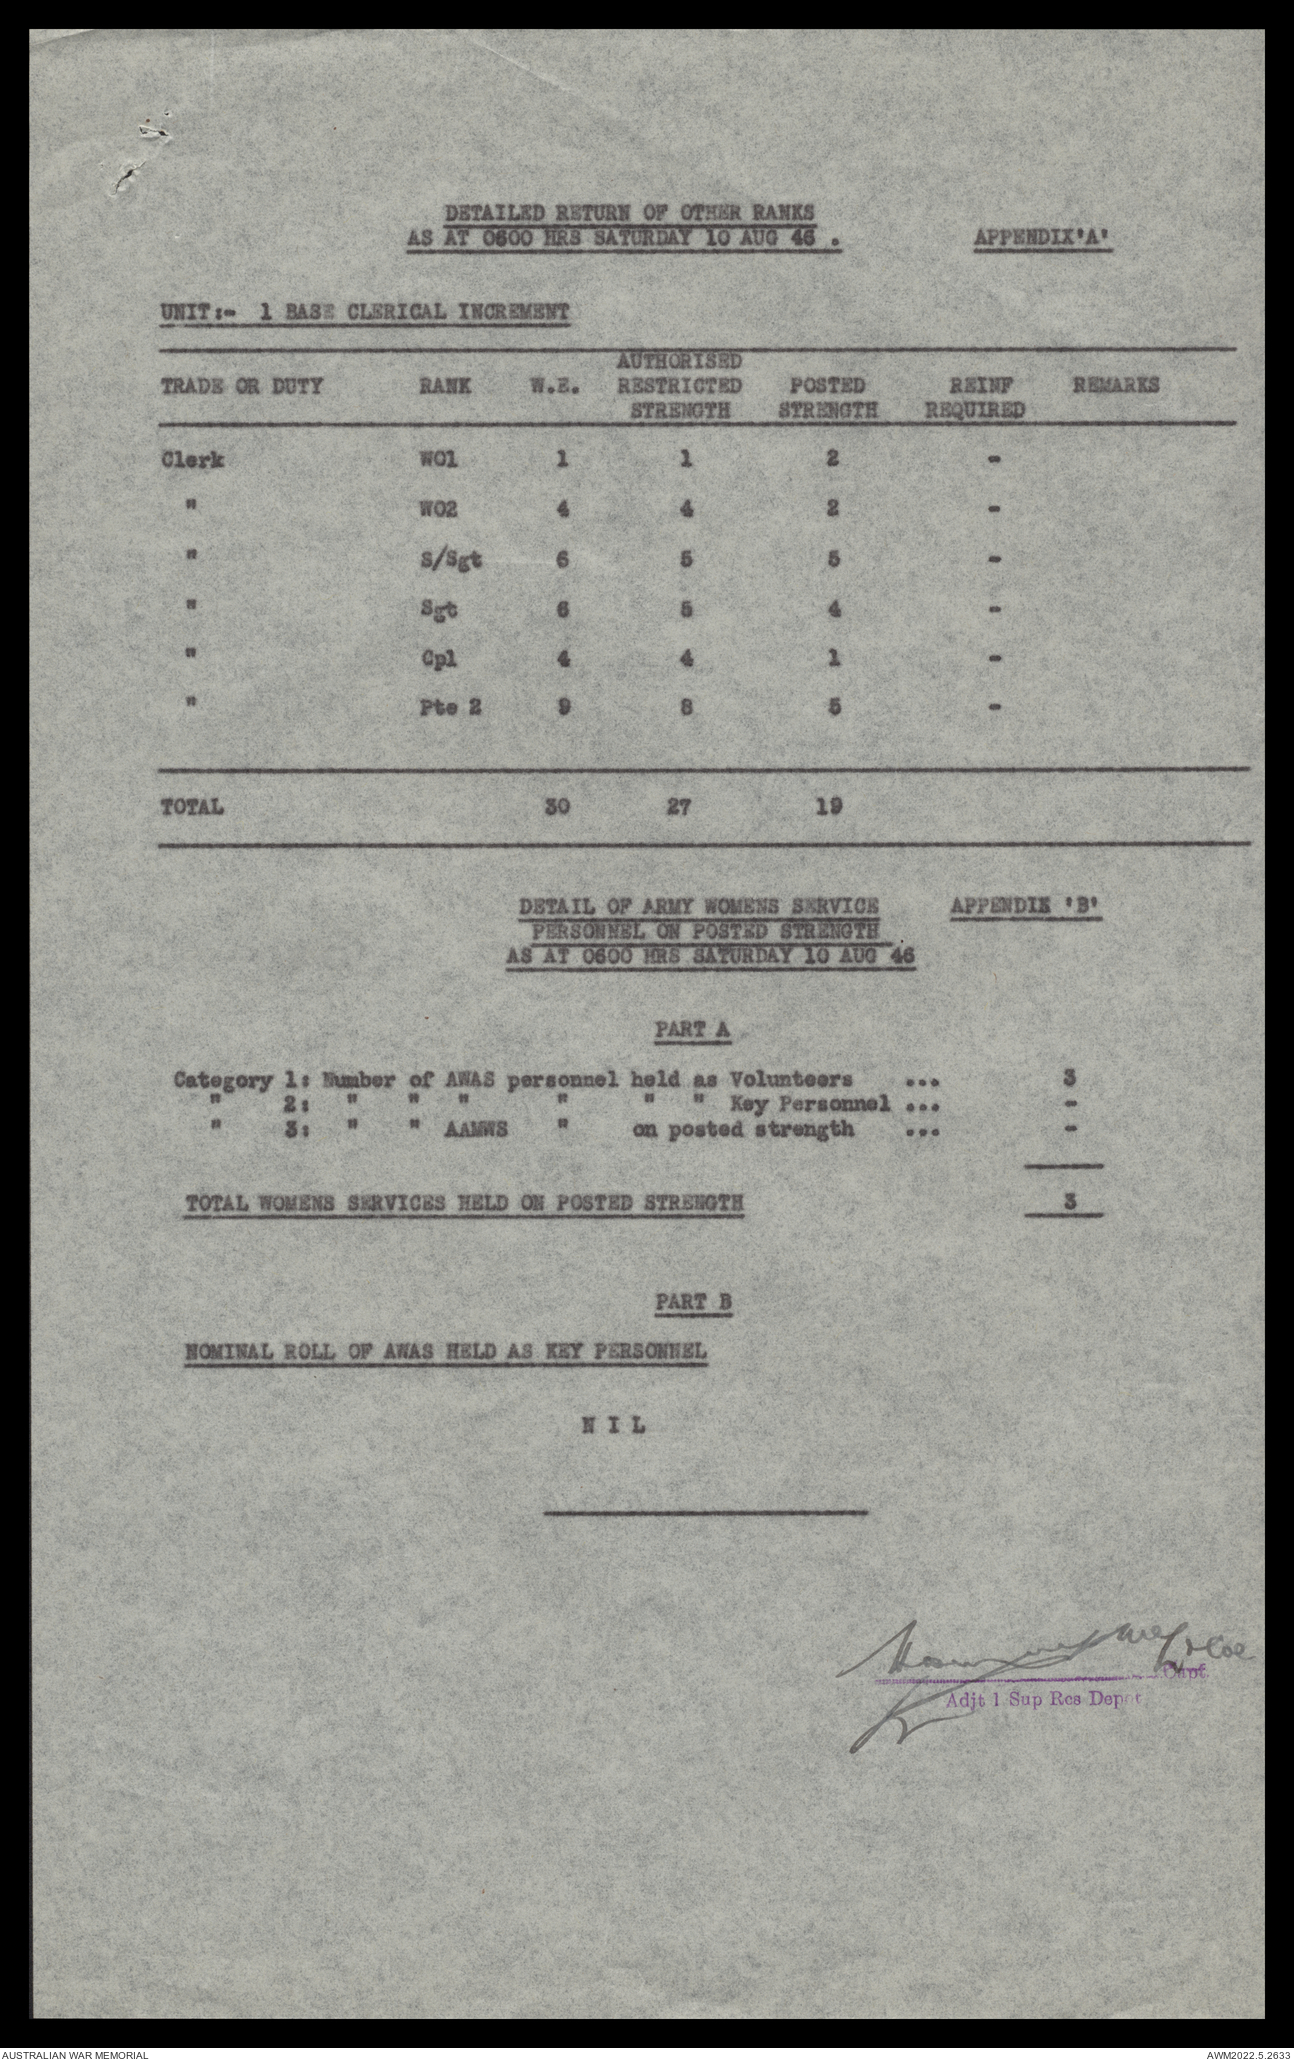 DETAILED RETURN OF OTHER RANKS
AS AT 0600 HRS SATURDAY 10 AUG 46 . APPENDIX'A'
UNIT:- 1 BASE CLERICAL INCREMENT
AUTHORISED
TRADE OR DUTY RANK W.E. RESTRICTED POSTED REINF REMARKS
STRENGTH STRENGTH REQUIRED
Clerk WO1 1 1 2 -
" WO2 4 4 2 -
" S/Sgt 6 5 5 -
" Sgt 6 5 4 -
" Cpl 4 4 1 -
" Pte 2 9 8 5 -
TOTAL 30 27 19
DETAIL OF ARMY WOMENS SERVICE APPENDIX 'B'
PERSONNEL ON POSTED STRENGTH
AS AT 0600 HRS SATURDAY 10 AUG 46
PART A
Category 1: Number of AWAS personnel held as Volunteers ... 3
" 2: " " " " " " Key Personnel ... -
" 3: " " AAMWS " on posted strength ... -
TOTAL WOMENS SERVICES HELD ON POSTED STRENGTH 3
PART B
NOMINAL ROLL OF AWAS HELD AS KEY PERSONNEL
N I L
Capt.
Adjt 1 Sup Rcs Depot
AUSTRALIAN WAR MEMORIAL AWM2022.5.2633